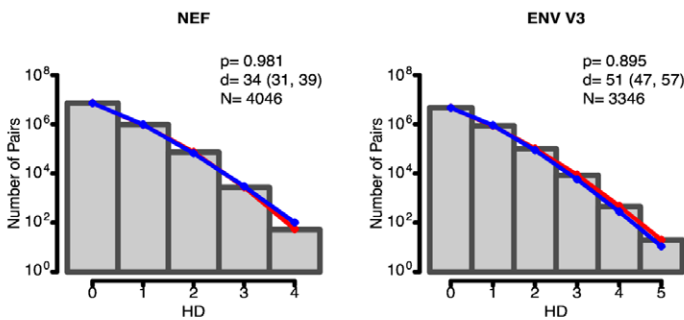 NEF
p= 0.981
d= 34 (31, 39)
N= 4046
Number of Pairs
10^8
10^6
10^4
10^2
10^0
0 1 2 3 4
HD
ENV V3
p= 0.895
d= 51 (47, 57)
N= 3346
Number of Pairs
10^8
10^6
10^4
10^2
10^0
0 1 2 3 4 5
HD